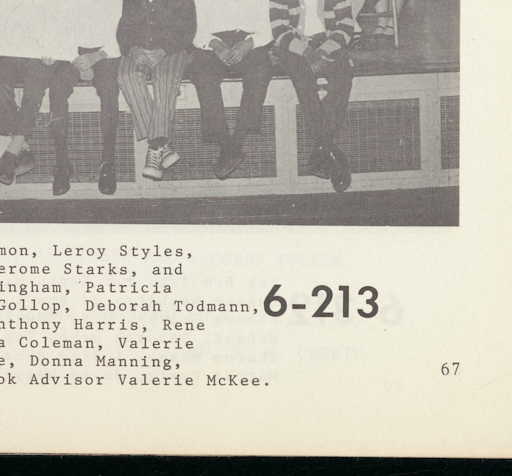 mon, Leroy Styles,
erome Starks, and
ingham, Patricia
Gollop, Deborah Todmann,
6-213
nthony Harris, Rene
a Coleman, Valerie
e, Donna Manning,
ok Advisor Valerie McKee.
67